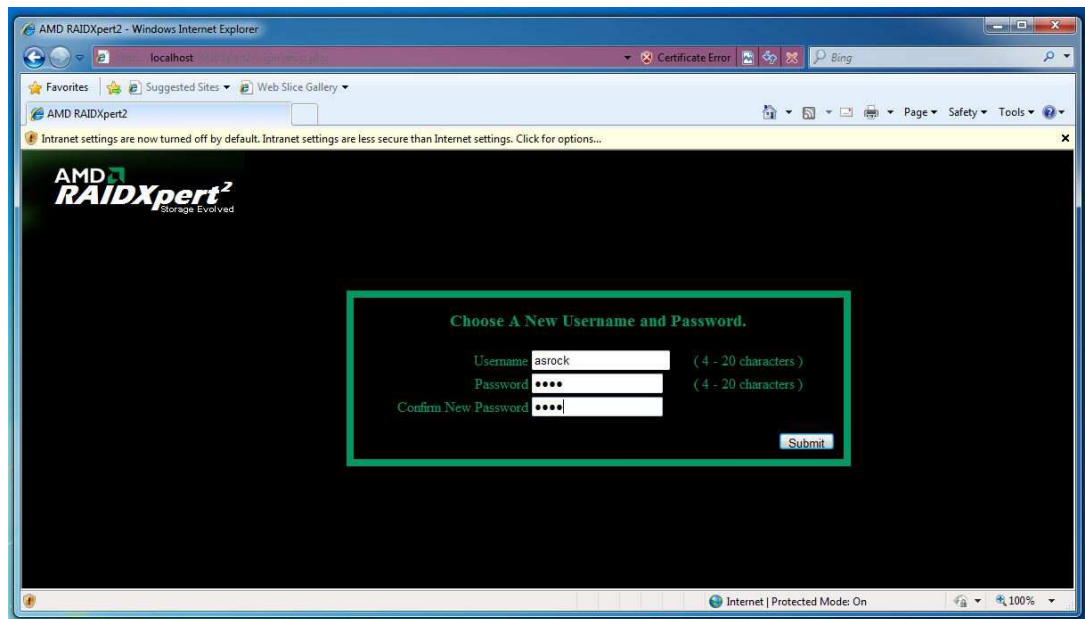 AMD RAIDXpert2 - Windows Internet Explorer
localhost
Certificate Error
Bing
Favorites Suggested Sites Web Slice Gallery
AMD RAIDXpert2
Page Safety Tools
Intranet settings are now turned off by default. Intranet settings are less secure than Internet settings. Click for options...
AMD
RAIDXpert2
Storage Evolved
Choose A New Username and Password.
Username asrock ( 4 - 20 characters )
Password •••• ( 4 - 20 characters )
Confirm New Password ••••
Submit
Internet | Protected Mode: On
100%